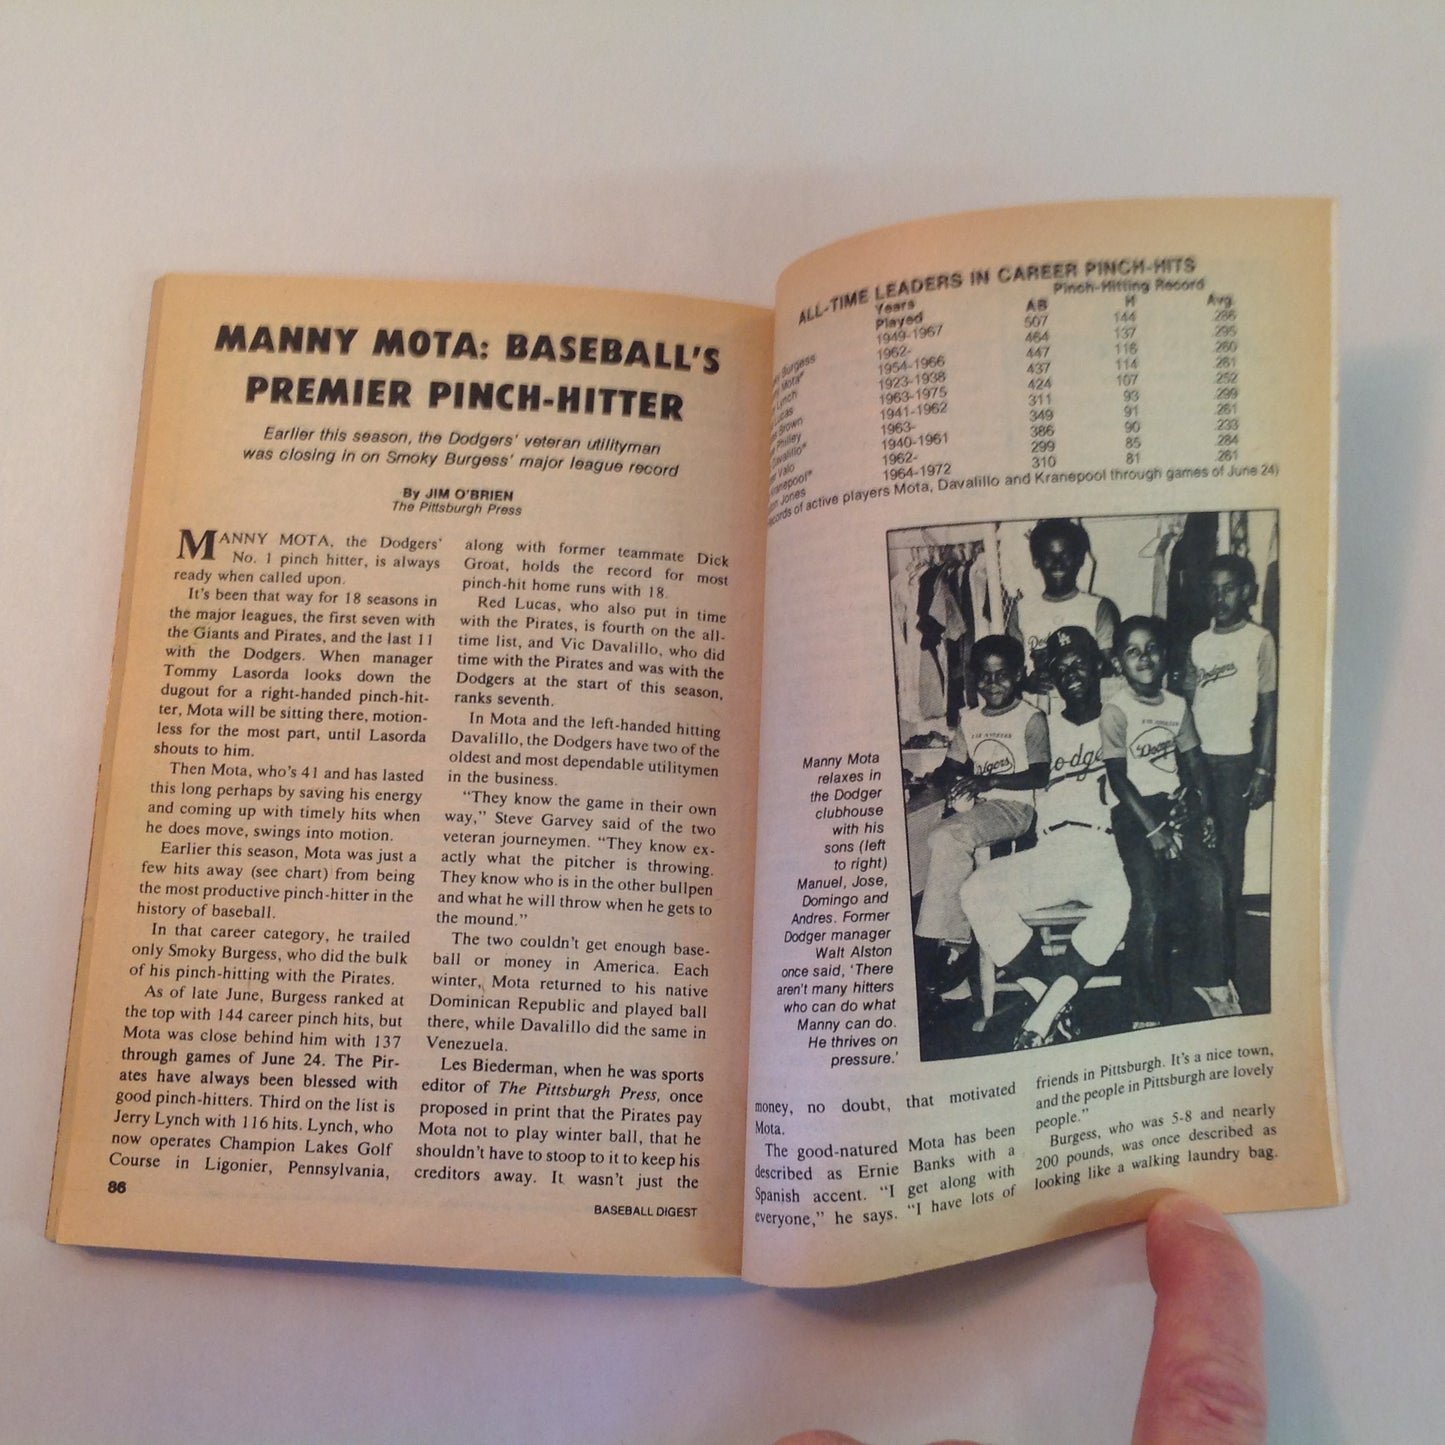 MANNY MOTA: BASEBALL'S
PREMIER PINCH-HITTER
Earlier this season, the Dodgers' veteran utilityman
was closing in on Smoky Burgess' major league record
By JIM O'BRIEN
The Pittsburgh Press
MANNY MOTA, the Dodgers'
No. 1 pinch hitter, is always
ready when called upon.
It's been that way for 18 seasons in
the major leagues, the first seven with
the Giants and Pirates, and the last 11
with the Dodgers. When manager
Tommy Lasorda looks down the
dugout for a right-handed pinch-hit-
ter, Mota will be sitting there, motion-
less for the most part, until Lasorda
shouts to him.
Then Mota, who's 41 and has lasted
this long perhaps by saving his energy
and coming up with timely hits when
he does move, swings into motion.
Earlier this season, Mota was just a
few hits away (see chart) from being
the most productive pinch-hitter in the
history of baseball.
In that career category, he trailed
only Smoky Burgess, who did the bulk
of his pinch-hitting with the Pirates.
As of late June, Burgess ranked at
the top with 144 career pinch hits, but
Mota was close behind him with 137
through games of June 24. The Pir-
ates have always been blessed with
good pinch-hitters. Third on the list is
Jerry Lynch with 116 hits. Lynch, who
now operates Champion Lakes Golf
Course in Ligonier, Pennsylvania,
along with former teammate Dick
Groat, holds the record for most
pinch-hit home runs with 18.
Red Lucas, who also put in time
with the Pirates, is fourth on the all-
time list, and Vic Davalillo, who did
time with the Pirates and was with the
Dodgers at the start of this season,
ranks seventh.
In Mota and the left-handed hitting
Davalillo, the Dodgers have two of the
oldest and most dependable utilitymen
in the business.
"They know the game in their own
way," Steve Garvey said of the two
veteran journeymen. "They know ex-
actly what the pitcher is throwing.
They know who is in the other bullpen
and what he will throw when he gets to
the mound."
The two couldn't get enough base-
ball or money in America. Each
winter, Mota returned to his native
Dominican Republic and played ball
there, while Davalillo did the same in
Venezuela.
Les Biederman, when he was sports
editor of The Pittsburgh Press, once
proposed in print that the Pirates pay
Mota not to play winter ball, that he
shouldn't have to stoop to it to keep his
creditors away. It wasn't just the
86
BASEBALL DIGEST
ALL-TIME LEADERS IN CAREER PINCH-HITS
Pinch-Hitting Record
Years Played AB H Avg.
Burgess 1949-1967 507 144 .286
Mota* 1962- 464 137 .295
Lynch 1954-1966 447 116 .260
Lucas 1923-1938 437 114 .261
Brown 1963-1975 424 107 .252
Philley 1941-1962 311 93 .299
Davalillo* 1963- 349 91 .261
Valo 1940-1961 386 90 .233
Kranepool* 1962- 299 85 .284
Jones 1964-1972 310 81 .261
of active players Mota, Davalillo and Kranepool through games of June 24)
Dodgers
LA
Dodgers
LOS ANGELES
Manny Mota
relaxes in
the Dodger
clubhouse
with his
sons (left
to right)
Manuel, Jose,
Domingo and
Andres. Former
Dodger manager
Walt Alston
once said, 'There
aren't many hitters
who can do what
Manny can do.
He thrives on
pressure.'
money, no doubt, that motivated
Mota.
The good-natured Mota has been
described as Ernie Banks with a
Spanish accent. "I get along with
everyone," he says. "I have lots of
friends in Pittsburgh. It's a nice town,
and the people in Pittsburgh are lovely
people."
Burgess, who was 5-8 and nearly
200 pounds, was once described as
looking like a walking laundry bag.